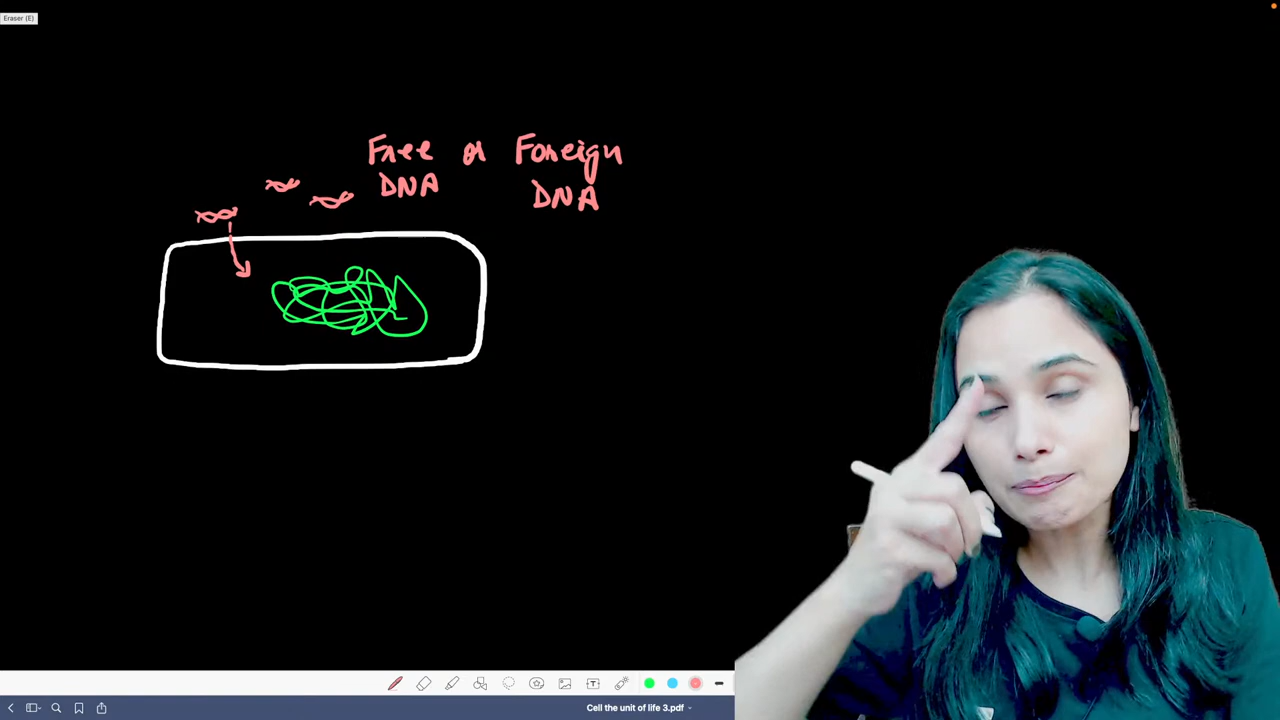 Eraser (E)
Free or Foreign
DNA DNA
T
Cell the unit of life 3.pdf